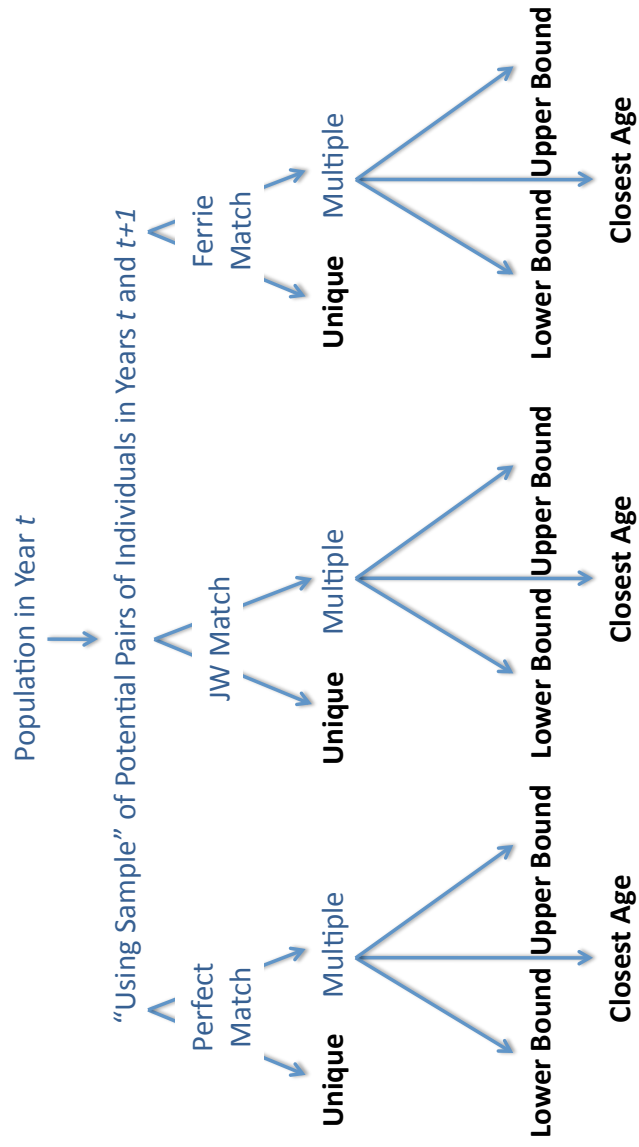 Population in Year t
“Using Sample” of Potential Pairs of Individuals in Years t and t+1
Perfect
Match
JW Match
Ferrie
Match
Unique
Multiple
Unique
Multiple
Unique
Multiple
Lower Bound
Upper Bound
Lower Bound
Upper Bound
Lower Bound
Upper Bound
Closest Age
Closest Age
Closest Age